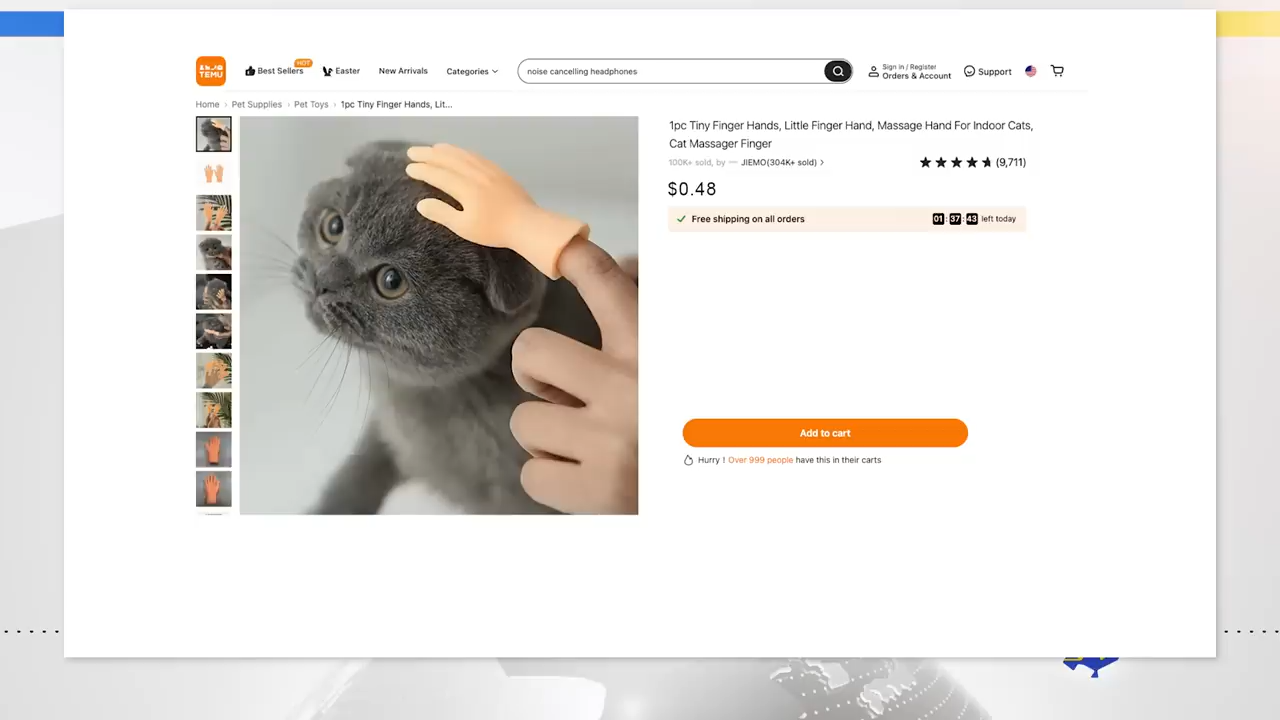 TEMU
Best Sellers
HOT
Easter
New Arrivals
Categories
noise cancelling headphones
Sign in / Register
Orders & Account
Support
Home › Pet Supplies › Pet Toys › 1pc Tiny Finger Hands, Lit...
1pc Tiny Finger Hands, Little Finger Hand, Massage Hand For Indoor Cats,
Cat Massager Finger
100K+ sold, by JIEMO(304K+ sold) ›
(9,711)
$0.48
Free shipping on all orders
01 : 37 : 43 left today
Add to cart
Hurry ! Over 999 people have this in their carts